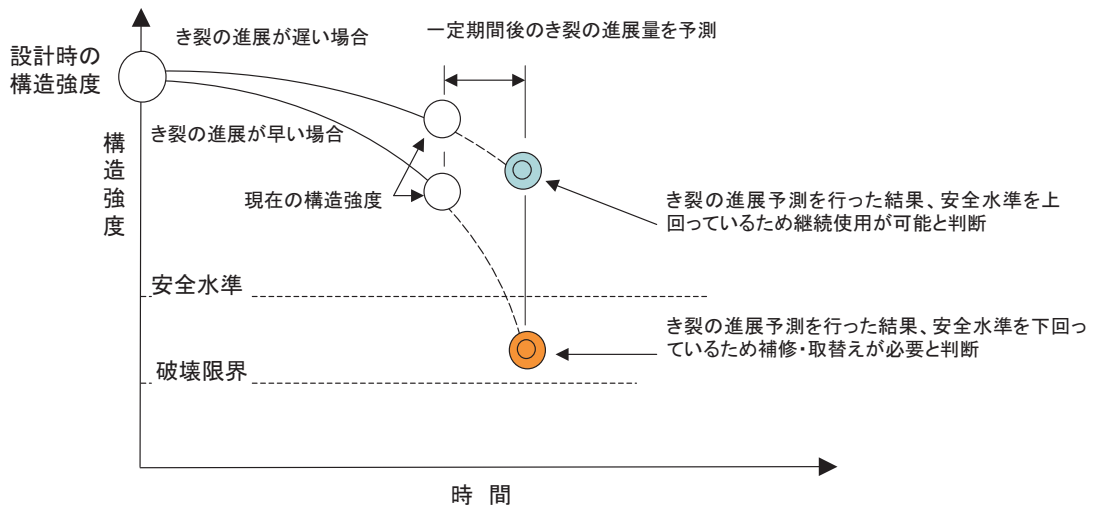 き裂の進展が遅い場合
一定期間後のき裂の進展量を予測
設計時の
構造強度
き裂の進展が早い場合
構造強度
現在の構造強度
き裂の進展予測を行った結果、安全水準を上
回っているため継続使用が可能と判断
安全水準
き裂の進展予測を行った結果、安全水準を下回っ
ているため補修・取替えが必要と判断
破壊限界
時 間